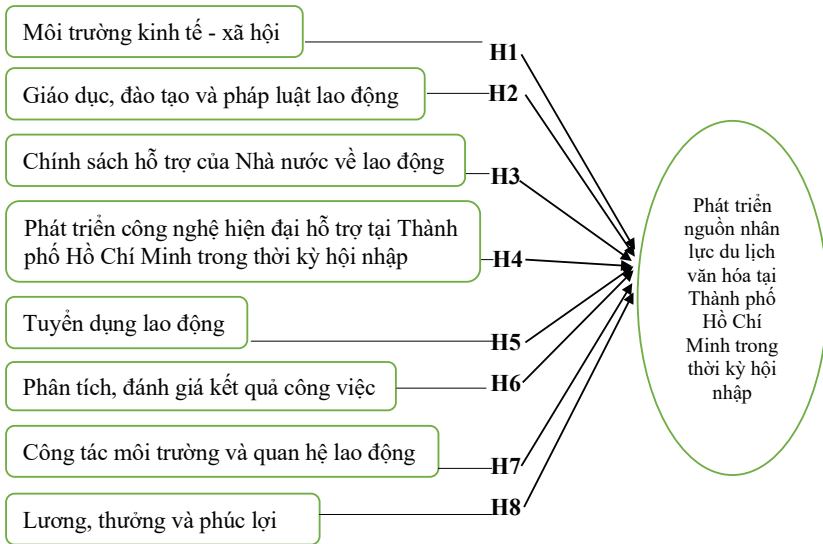 Môi trường kinh tế - xã hội
H1
Giáo dục, đào tạo và pháp luật lao động
H2
Chính sách hỗ trợ của Nhà nước về lao động
H3
Phát triển công nghệ hiện đại hỗ trợ tại Thành
phố Hồ Chí Minh trong thời kỳ hội nhập
H4
Tuyển dụng lao động
H5
Phân tích, đánh giá kết quả công việc
H6
Công tác môi trường và quan hệ lao động
H7
Lương, thưởng và phúc lợi
H8
Phát triển
nguồn nhân
lực du lịch
văn hóa tại
Thành phố
Hồ Chí
Minh trong
thời kỳ hội
nhập